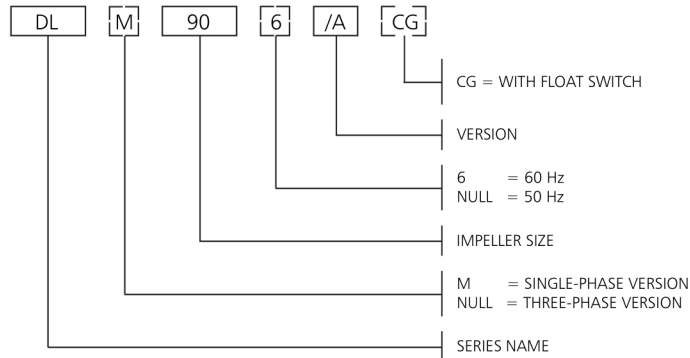 DL M 90 6 /A CG
CG = WITH FLOAT SWITCH
VERSION
6 = 60 Hz
NULL = 50 Hz
IMPELLER SIZE
M = SINGLE-PHASE VERSION
NULL = THREE-PHASE VERSION
SERIES NAME